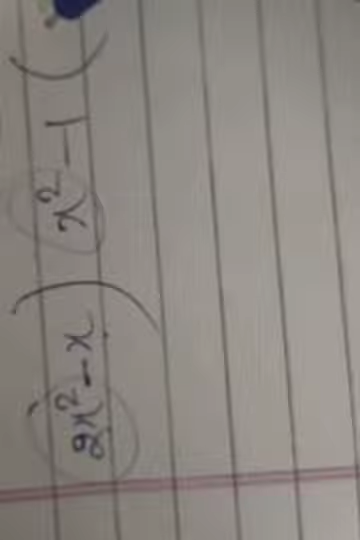 2x² - x ) x² - 1 (